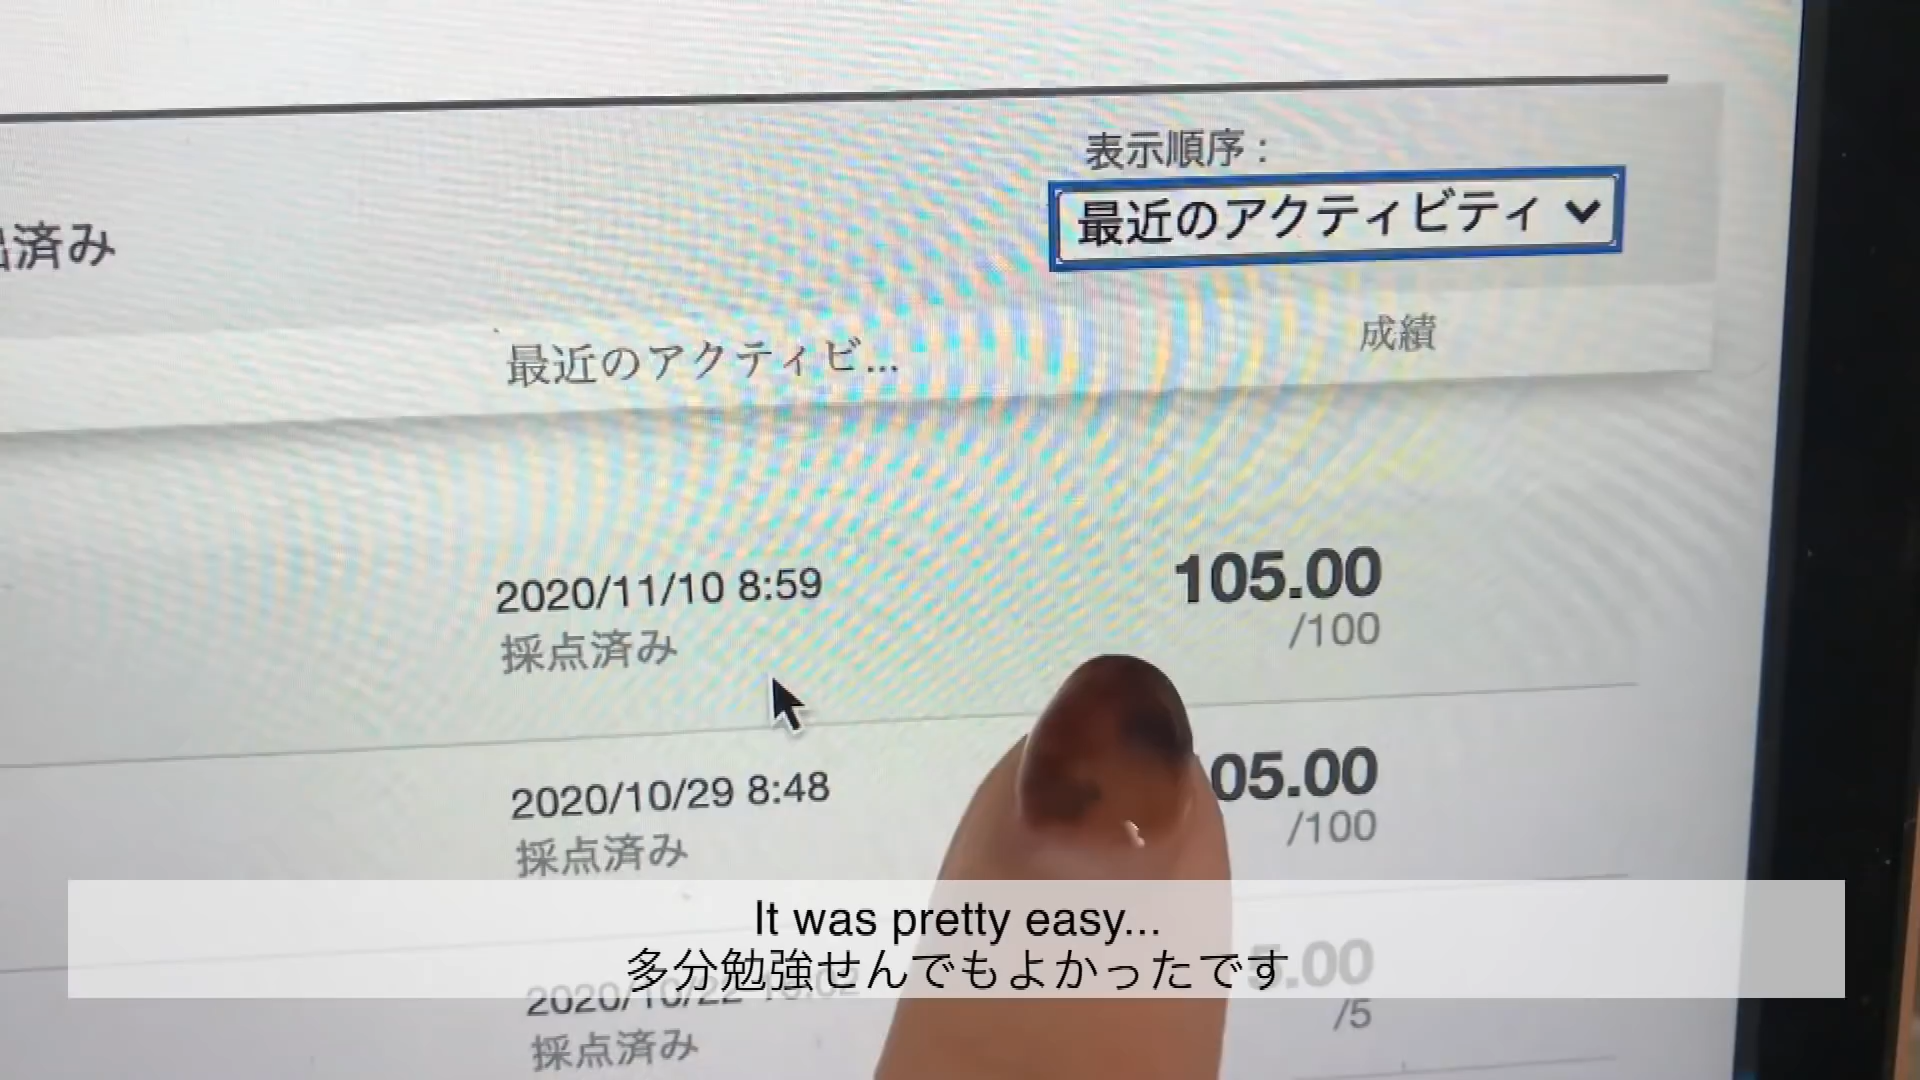 表示順序：
最近のアクティビティ
済み
最近のアクティビ...
成績
2020/11/10 8:59
105.00
/100
採点済み
2020/10/29 8:48
05.00
/100
採点済み
It was pretty easy...
多分勉強せんでもよかったです
5.00
/5
採点済み